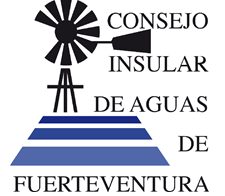 CONSEJO
INSULAR
DE AGUAS
DE
FUERTEVENTURA